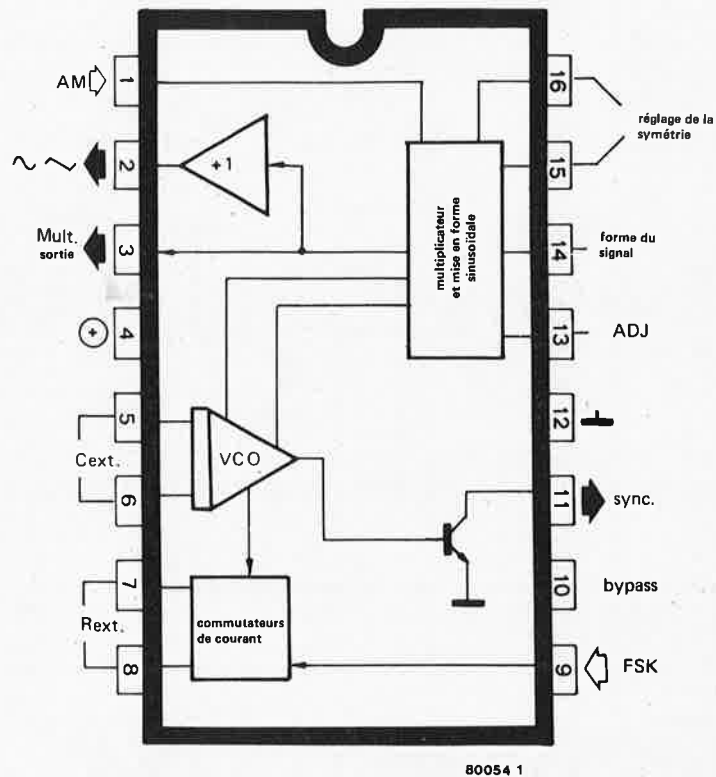 AM
1
16
réglage de la
symétrie
2
+1
15
Mult.
sortie
3
multiplicateur
et mise en forme
sinusoidale
14
forme du
signal
+
4
13
ADJ
5
12
Cext.
VCO
6
11
sync.
7
10
bypass
Rext.
commutateurs
de courant
8
9
FSK
80054 1